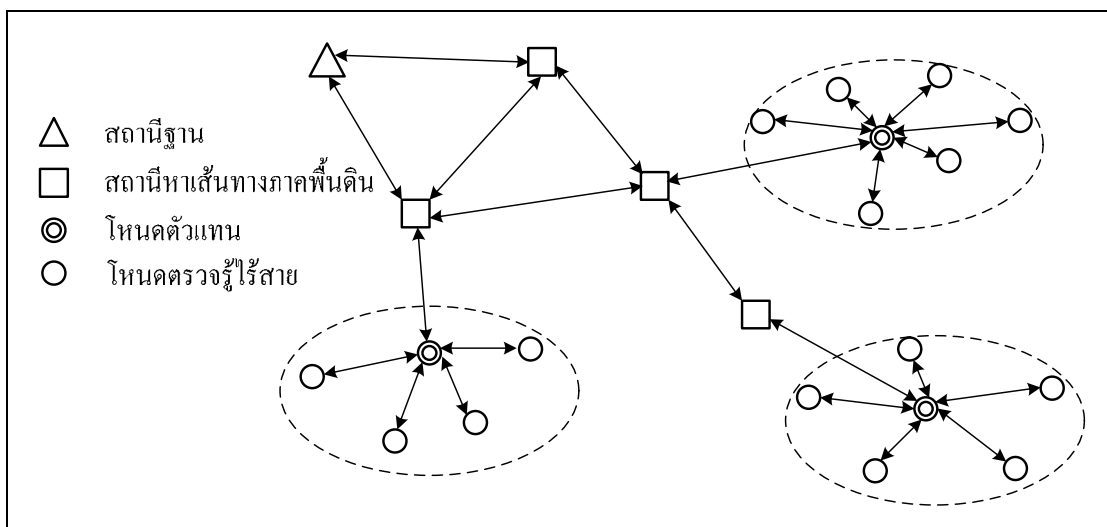 สถานีฐาน
สถานีหาเส้นทางภาคพื้นดิน
โหนดตัวแทน
โหนดตรวจรู้ไร้สาย